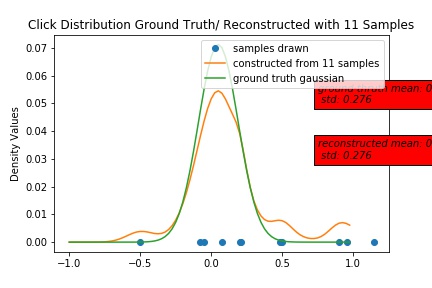 Click Distribution Ground Truth/ Reconstructed with 11 Samples
samples drawn
constructed from 11 samples
ground truth gaussian
mean: 0
std: 0.276
reconstructed mean: 0
std: 0.276
Density Values
0.07
0.06
0.05
0.04
0.03
0.02
0.01
0.00
−1.0
−0.5
0.0
0.5
1.0